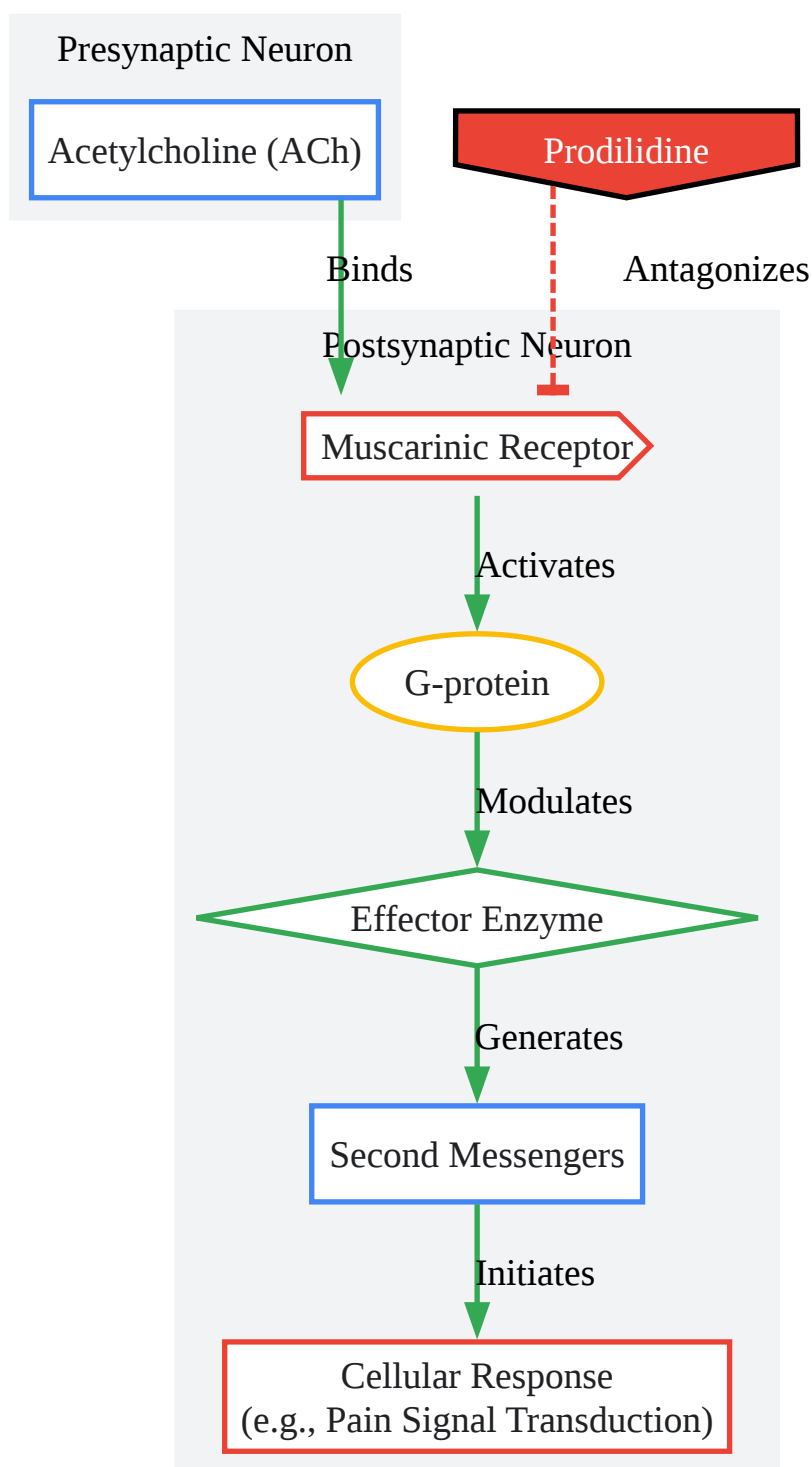 Presynaptic Neuron
Acetylcholine (ACh)
Prodilidine
Binds
Antagonizes
Postsynaptic Neuron
Muscarinic Receptor
Activates
G-protein
Modulates
Effector Enzyme
Generates
Second Messengers
Initiates
Cellular Response
(e.g., Pain Signal Transduction)